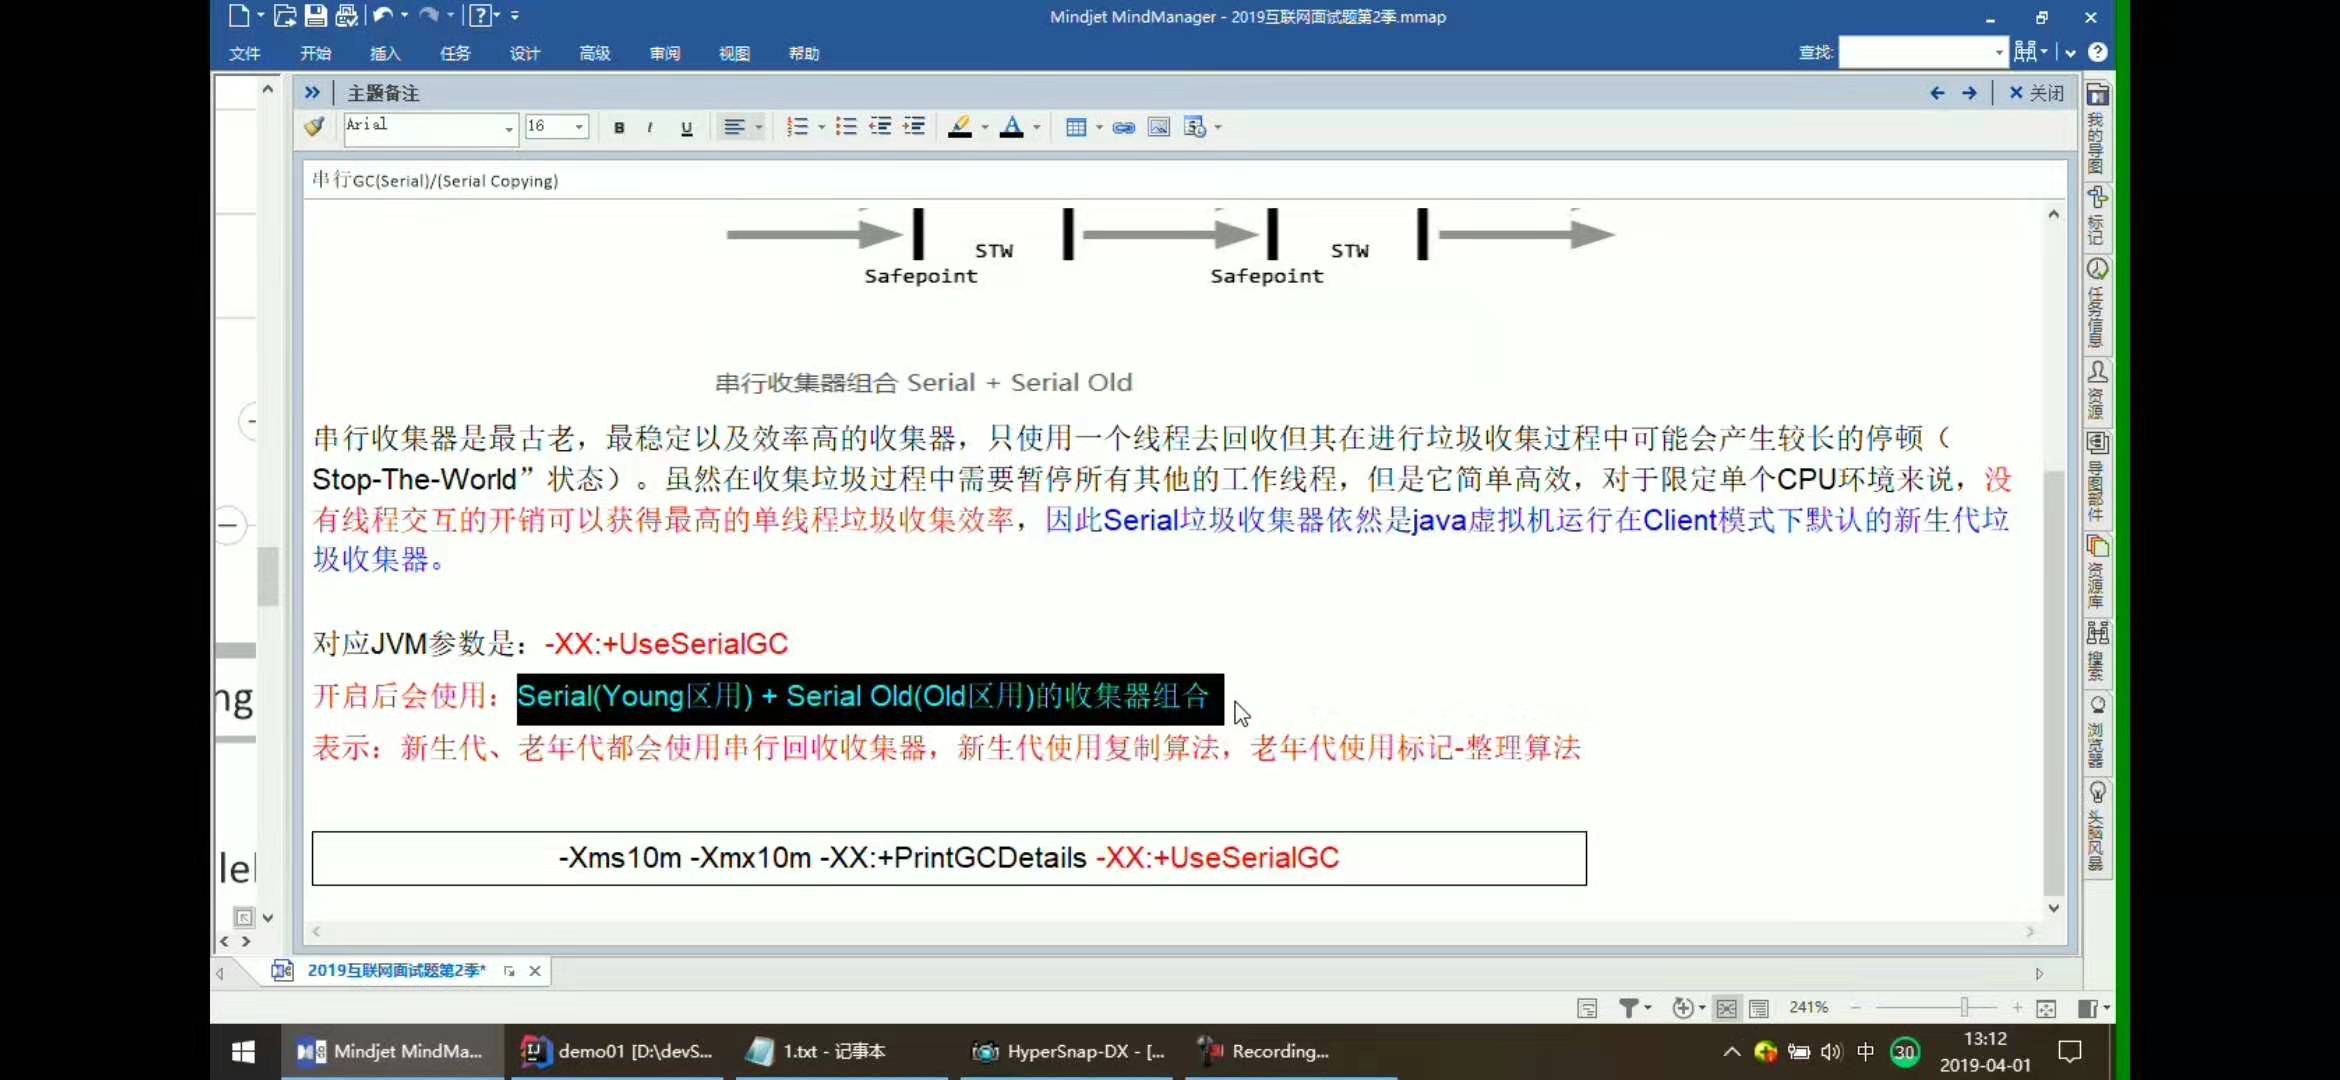 Mindjet MindManager - 2019互联网面试题第2季.mmap
文件 开始 插入 任务 设计 高级 审阅 视图 帮助
查找:
主题备注
关闭
Arial
16
B I U
串行GC(Serial)/(Serial Copying)
STW STW
Safepoint Safepoint
串行收集器组合 Serial + Serial Old
串行收集器是最古老，最稳定以及效率高的收集器，只使用一个线程去回收但其在进行垃圾收集过程中可能会产生较长的停顿（
Stop-The-World”状态）。虽然在收集垃圾过程中需要暂停所有其他的工作线程，但是它简单高效，对于限定单个CPU环境来说，没
有线程交互的开销可以获得最高的单线程垃圾收集效率，因此Serial垃圾收集器依然是java虚拟机运行在Client模式下默认的新生代垃
圾收集器。
对应JVM参数是：-XX:+UseSerialGC
开启后会使用：Serial(Young区用) + Serial Old(Old区用)的收集器组合
表示：新生代、老年代都会使用串行回收收集器，新生代使用复制算法，老年代使用标记-整理算法
-Xms10m -Xmx10m -XX:+PrintGCDetails -XX:+UseSerialGC
ng
lel
我的导图
标记
任务信息
资源
导图部件
资源库
搜索
浏览器
头脑风暴
2019互联网面试题第2季*
241%
Mindjet MindMa...
demo01 [D:\devS...
1.txt - 记事本
HyperSnap-DX - [...
Recording...
中
30
13:12
2019-04-01